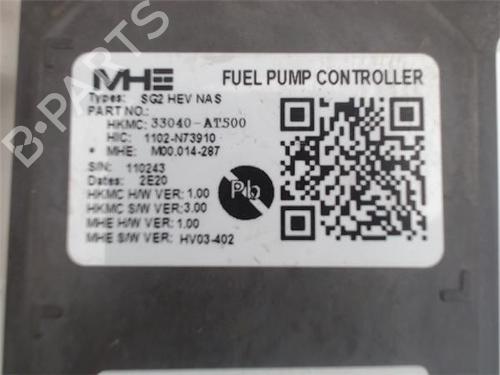 B-PARTS
MHE FUEL PUMP CONTROLLER
Types: SG2 HEV NAS
PART NO.:
HKMC: 33040-AT500
HIC: 1102-N73910
• MHE: M00.014-287
S/N: 110243
Dates: 2E20
HKMC H/W VER: 1.00
HKMC S/W VER: 3.00
MHE H/W VER: 1.00
MHE S/W VER: HV03-402
Pb